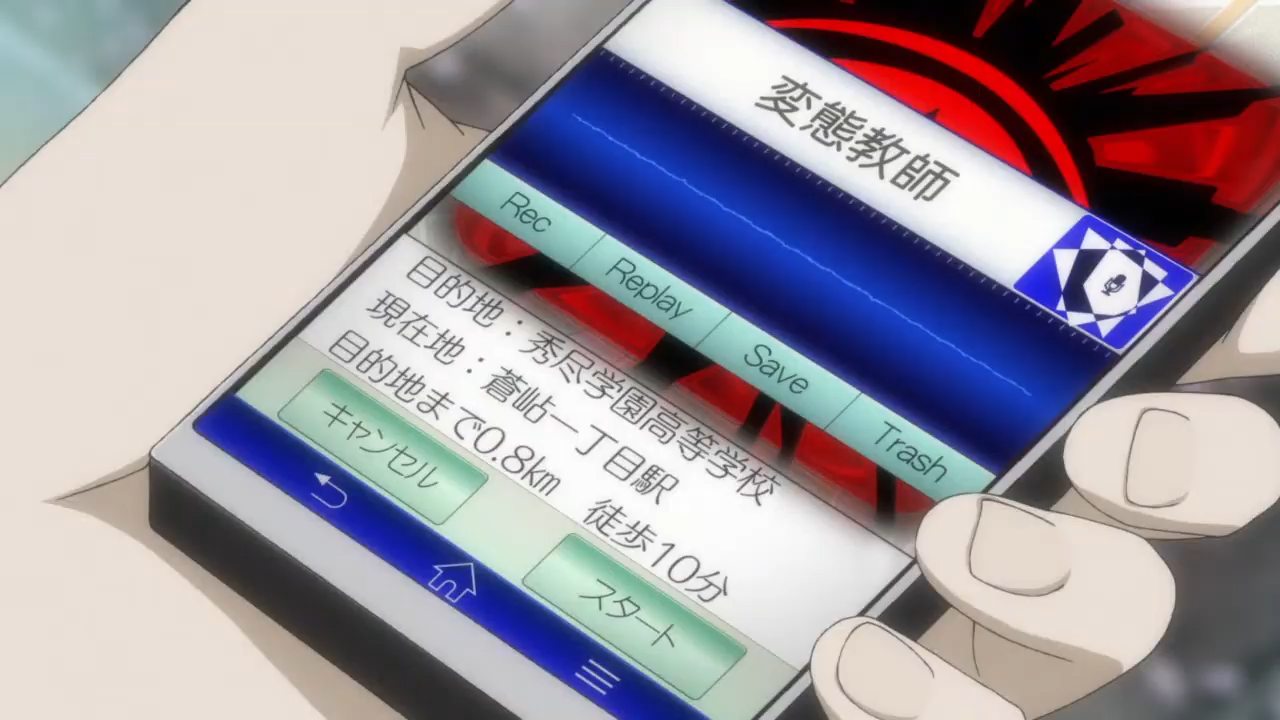 変態教師
Rec Replay Save Trash
目的地：秀尽学園高等学校
現在地：蒼岾一丁目駅
目的地まで0.8㎞　徒歩10分
キャンセル スタート